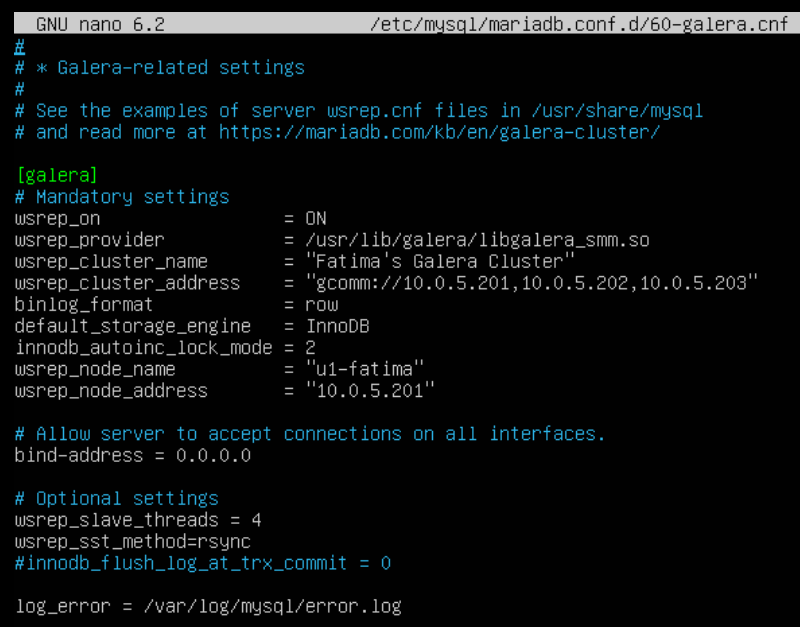 GNU nano 6.2 /etc/mysql/mariadb.conf.d/60-galera.cnf
#
# * Galera-related settings
#
# See the examples of server wsrep.cnf files in /usr/share/mysql
# and read more at https://mariadb.com/kb/en/galera-cluster/
[galera]
# Mandatory settings
wsrep_on = ON
wsrep_provider = /usr/lib/galera/libgalera_smm.so
wsrep_cluster_name = "Fatima's Galera Cluster"
wsrep_cluster_address = "gcomm://10.0.5.201,10.0.5.202,10.0.5.203"
binlog_format = row
default_storage_engine = InnoDB
innodb_autoinc_lock_mode = 2
wsrep_node_name = "u1-fatima"
wsrep_node_address = "10.0.5.201"
# Allow server to accept connections on all interfaces.
bind-address = 0.0.0.0
# Optional settings
wsrep_slave_threads = 4
wsrep_sst_method=rsync
#innodb_flush_log_at_trx_commit = 0
log_error = /var/log/mysql/error.log